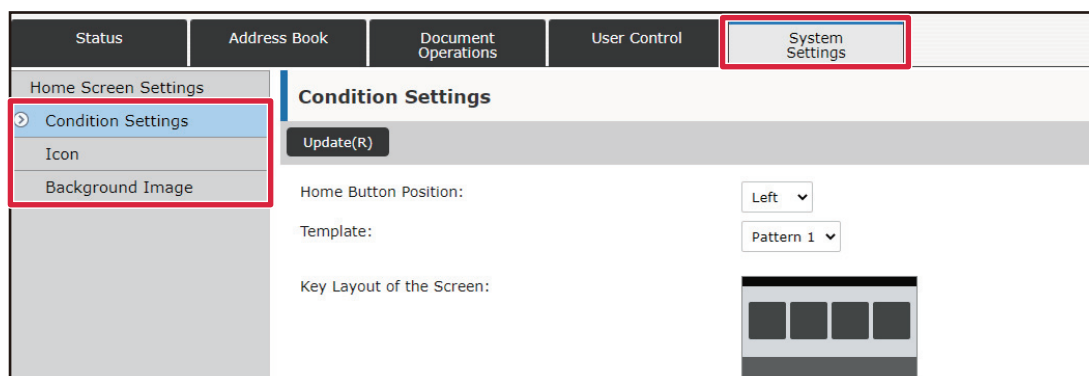 Status
Address Book
Document
Operations
User Control
System
Settings
Home Screen Settings
Condition Settings
Icon
Background Image
Condition Settings
Update(R)
Home Button Position:
Left
Template:
Pattern 1
Key Layout of the Screen: